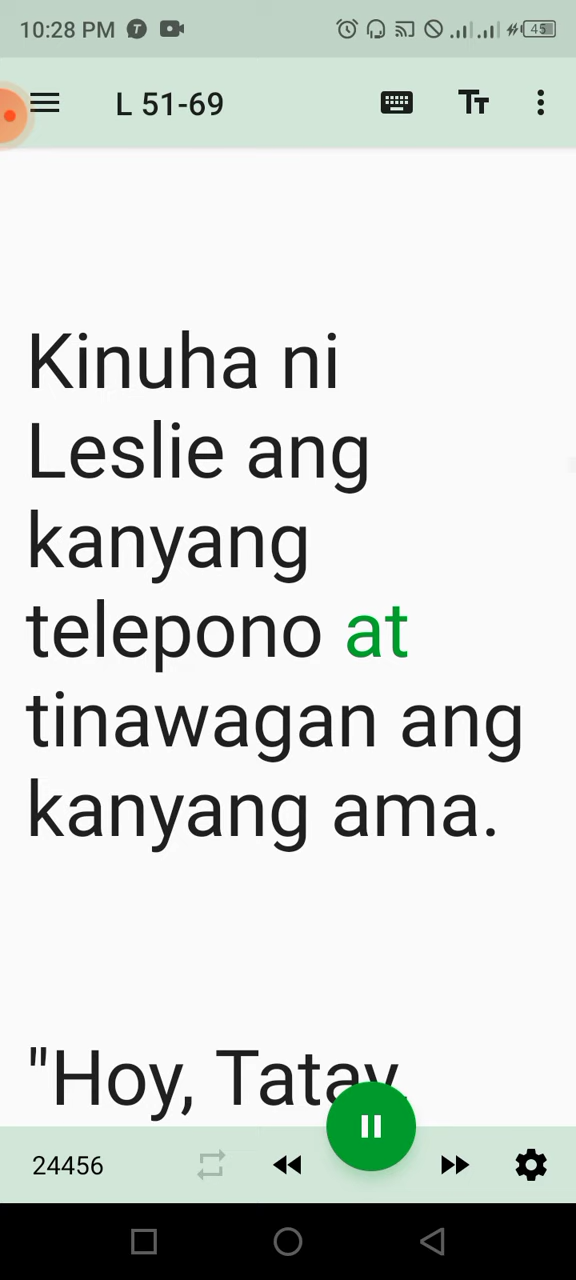 10:28 PM
45
L 51-69
Kinuha ni
Leslie ang
kanyang
telepono at
tinawagan ang
kanyang ama.
"Hoy, Tatay,
24456